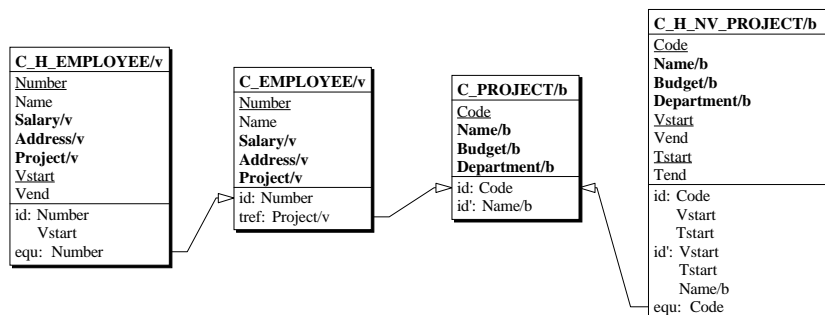 C_H_EMPLOYEE/v
Number
Name
Salary/v
Address/v
Project/v
Vstart
Vend
id: Number
Vstart
equ: Number
C_EMPLOYEE/v
Number
Name
Salary/v
Address/v
Project/v
id: Number
tref: Project/v
C_PROJECT/b
Code
Name/b
Budget/b
Department/b
id: Code
id': Name/b
C_H_NV_PROJECT/b
Code
Name/b
Budget/b
Department/b
Vstart
Vend
Tstart
Tend
id: Code
Vstart
Tstart
id': Vstart
Tstart
Name/b
equ: Code